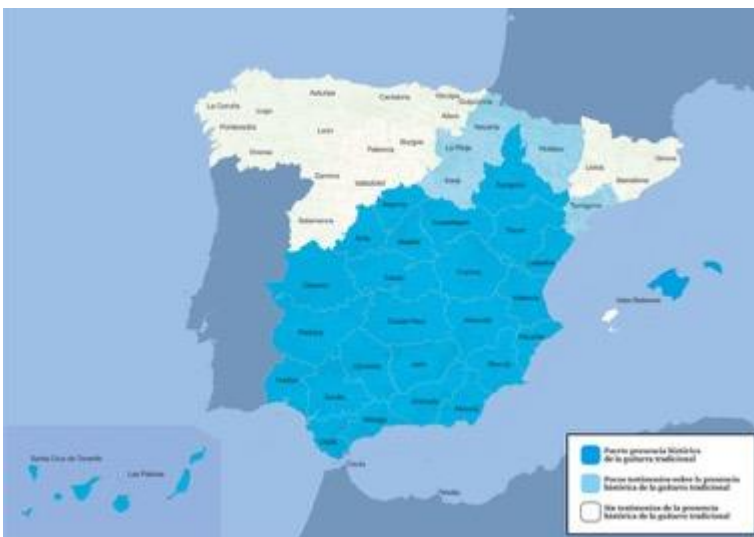 Asturias
Cantabria
Vizcaya
Guipúzcoa
La Coruña
Lugo
Álava
Navarra
Pontevedra
León
Burgos
La Rioja
Huesca
Orense
Palencia
Lleida
Girona
Zamora
Valladolid
Soria
Zaragoza
Barcelona
Salamanca
Segovia
Tarragona
Ávila
Madrid
Guadalajara
Teruel
Cáceres
Toledo
Cuenca
Castellón
Valencia
Islas Baleares
Badajoz
Ciudad Real
Albacete
Alicante
Huelva
Córdoba
Jaén
Murcia
Sevilla
Cádiz
Málaga
Ceuta
Melilla
Santa Cruz de Tenerife
Las Palmas
Fuerte presencia histórica
de la guitarra tradicional
Pocos testimonios sobre la presencia
histórica de la guitarra tradicional
Sin testimonios de la presencia
histórica de la guitarra tradicional